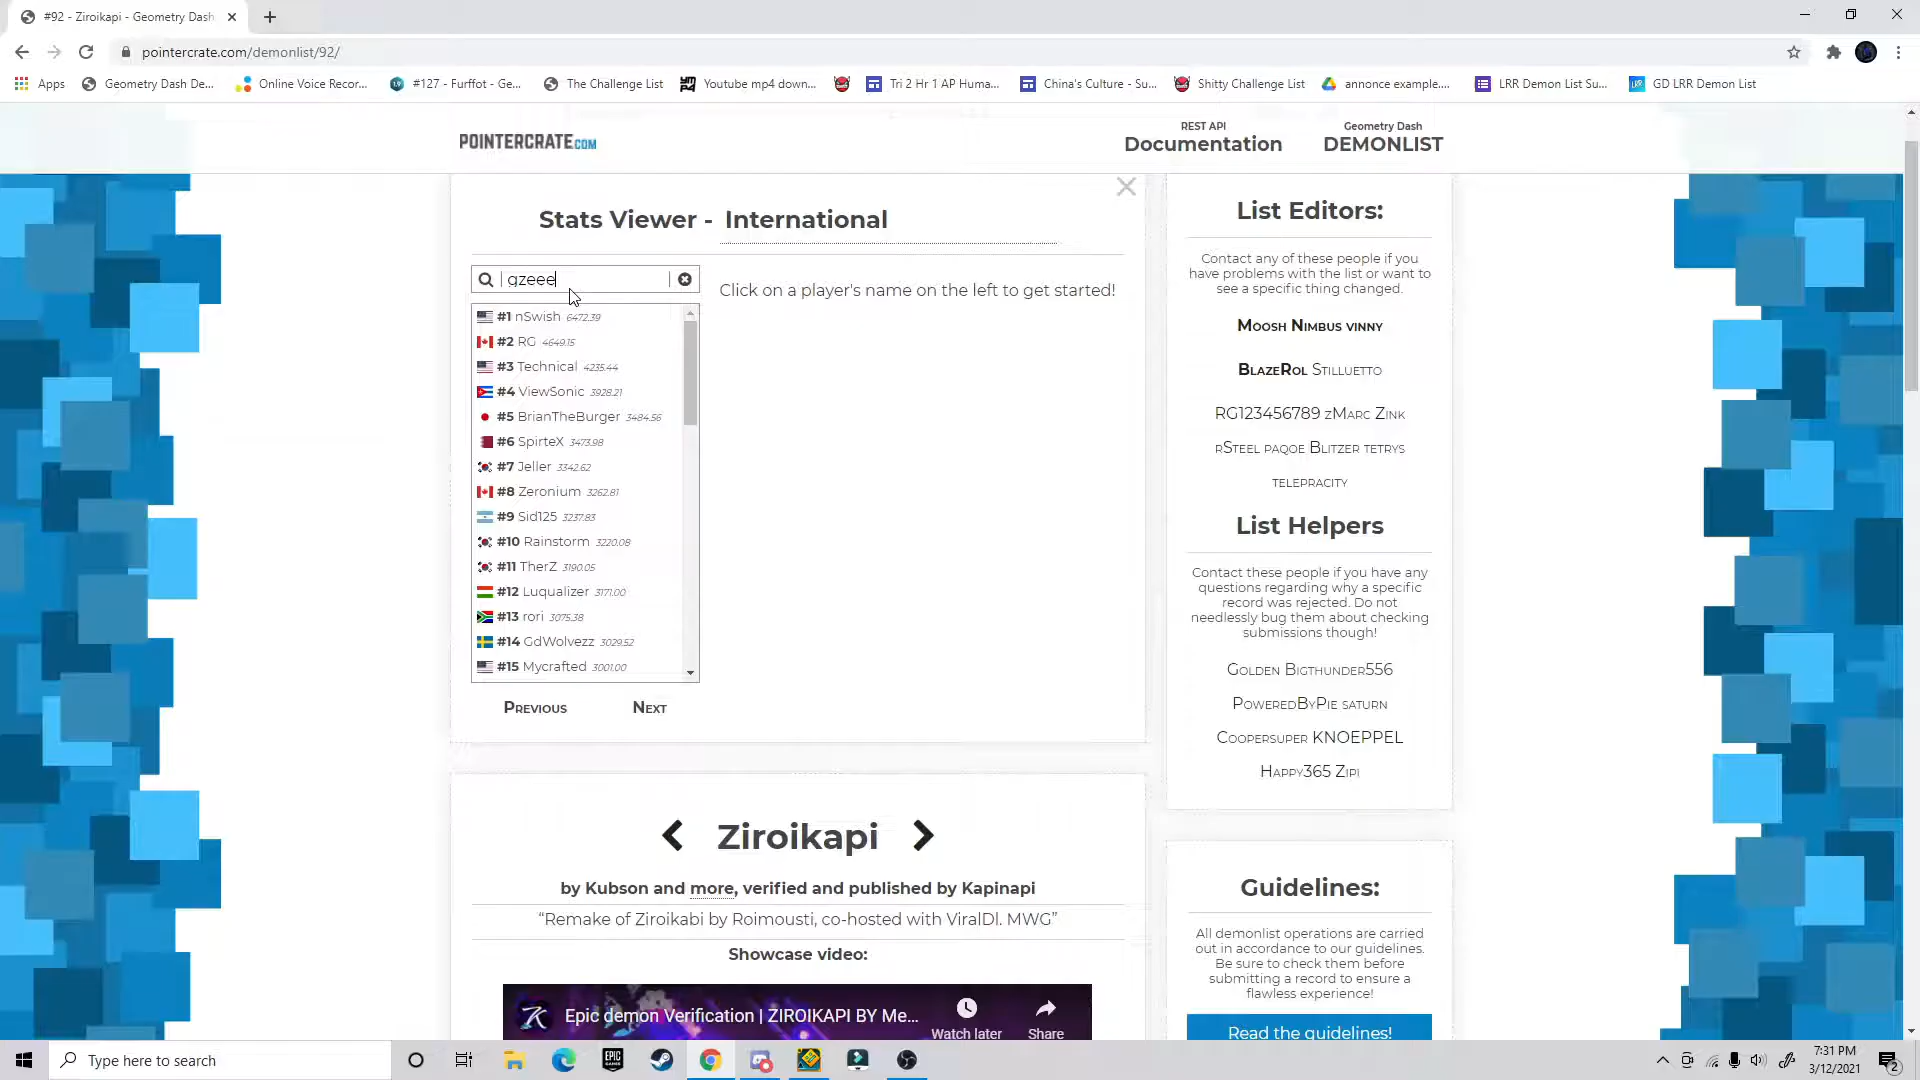 #92 - Ziroikapi - Geometry Dash
pointercrate.com/demonlist/92/
Apps
Geometry Dash De...
Online Voice Recor...
#127 - Furffot - Ge...
The Challenge List
Youtube mp4 down...
Tri 2 Hr 1 AP Huma...
China's Culture - Su...
Shitty Challenge List
annonce example....
LRR Demon List Su...
GD LRR Demon List
POINTERCRATE.COM
REST API
Documentation
Geometry Dash
DEMONLIST
Stats Viewer - International
gzeee
Click on a player's name on the left to get started!
#1 nSwish 6472.39
#2 RG 4649.15
#3 Technical 4235.44
#4 ViewSonic 3928.21
#5 BrianTheBurger 3484.56
#6 SpirteX 3473.98
#7 Jeller 3342.62
#8 Zeronium 3262.81
#9 Sid125 3237.83
#10 Rainstorm 3220.08
#11 TherZ 3190.05
#12 Luqualizer 3171.00
#13 rori 3075.38
#14 GdWolvezz 3029.52
#15 Mycrafted 3001.00
Previous Next
Ziroikapi
by Kubson and more, verified and published by Kapinapi
“Remake of Ziroikabi by Roimousti, co-hosted with ViralDl. MWG”
Showcase video:
Epic demon Verification | ZIROIKAPI BY Me...
Watch later
Share
List Editors:
Contact any of these people if you
have problems with the list or want to
see a specific thing changed.
Moosh Nimbus vinny
BlazeRol Stilluetto
RG123456789 zMarc Zink
rSteel paqoe Blitzer tetrys
telepracity
List Helpers
Contact these people if you have any
questions regarding why a specific
record was rejected. Do not
needlessly bug them about checking
submissions though!
Golden Bigthunder556
PoweredByPie saturn
Coopersuper KNOEPPEL
Happy365 Zipi
Guidelines:
All demonlist operations are carried
out in accordance to our guidelines.
Be sure to check them before
submitting a record to ensure a
flawless experience!
Read the guidelines!
Type here to search
EPIC
GAMES
7:31 PM
3/12/2021
2